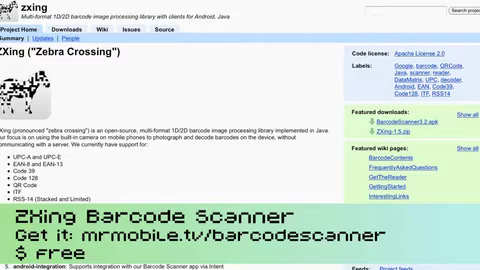 zxing
Multi-format 1D/2D barcode image processing library with clients for Android, Java
Search projects
Project Home Downloads Wiki Issues Source
Summary | Updates | People
ZXing ("Zebra Crossing")
Xing (pronounced "zebra crossing") is an open-source, multi-format 1D/2D barcode image processing library implemented in Java.
ur focus is on using the built-in camera on mobile phones to photograph and decode barcodes on the device, without
ommunicating with a server. We currently have support for:
UPC-A and UPC-E
EAN-8 and EAN-13
Code 39
Code 128
QR Code
ITF
RSS-14 (Stacked and Limited)
Code license: Apache License 2.0
Labels: Google, barcode, QRCode,
Java, scanner, reader,
DataMatrix, UPC, decoder,
Android, EAN, Code39,
Code128, ITF, RSS14
Featured downloads: Show all
BarcodeScanner3.2.apk
ZXing-1.5.zip
Featured wiki pages: Show all
BarcodeContents
FrequentlyAskedQuestions
GetTheReader
GettingStarted
InterestingLinks
ZXing Barcode Scanner
Get it: mrmobile.tv/barcodescanner
$ Free
5. android-integration: Supports integration with our Barcode Scanner app via Intent
Feeds: Project feeds